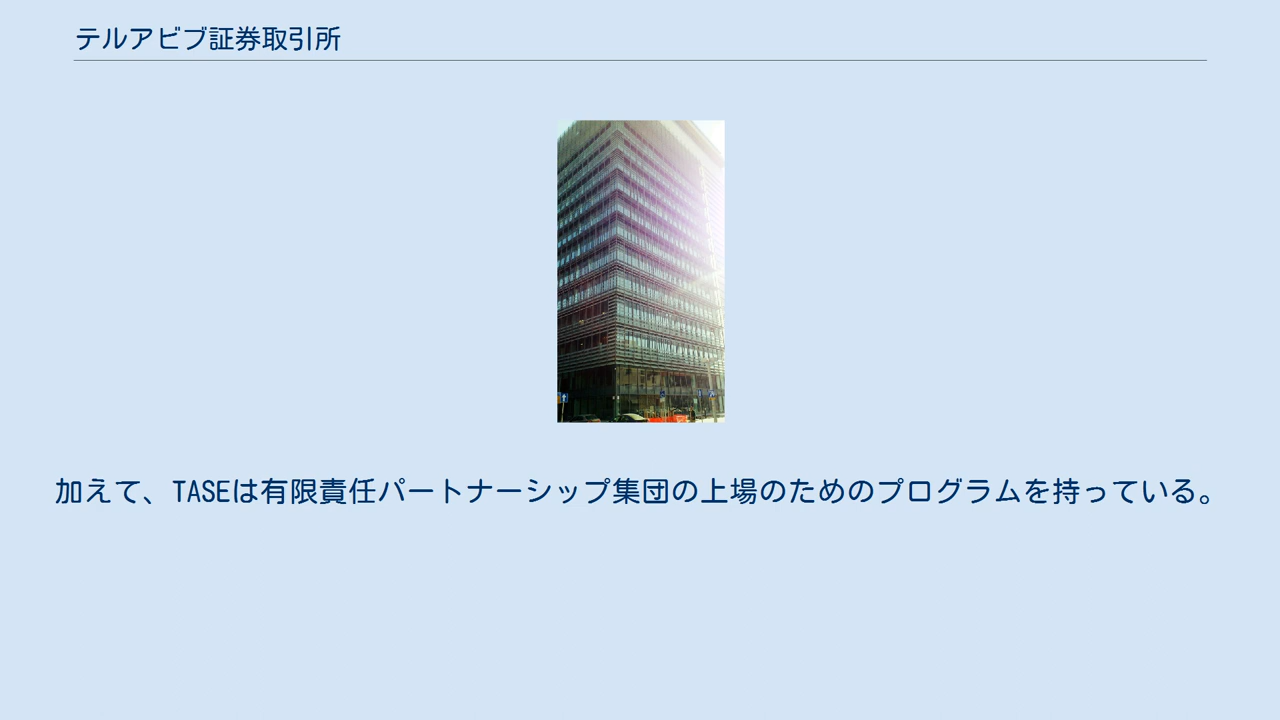 テルアビブ証券取引所
加えて、TASEは有限責任パートナーシップ集団の上場のためのプログラムを持っている。